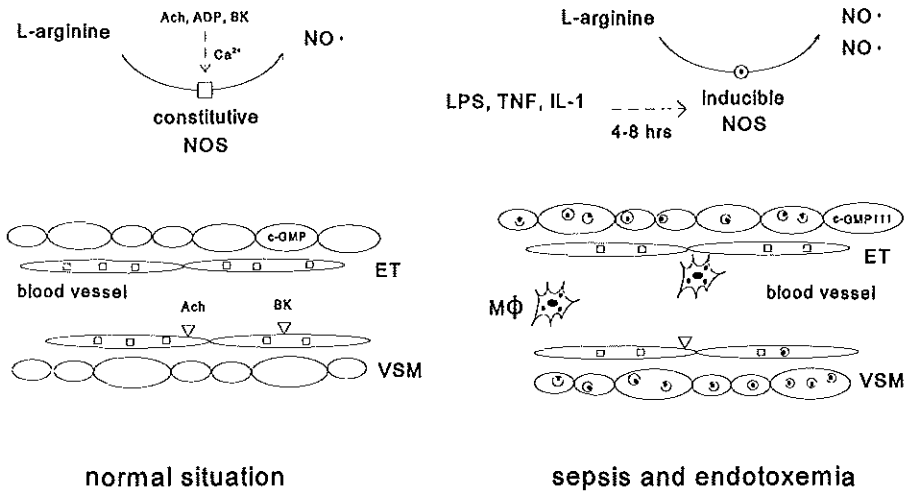 Ach, ADP, BK
L-arginine
NO·
Ca²⁺
constitutive
NOS
c-GMP
ET
blood vessel
Ach
BK
VSM
normal situation
L-arginine
NO·
NO·
LPS, TNF, IL-1
4-8 hrs
inducible
NOS
c-GMP!!!
ET
MΦ
blood vessel
VSM
sepsis and endotoxemia